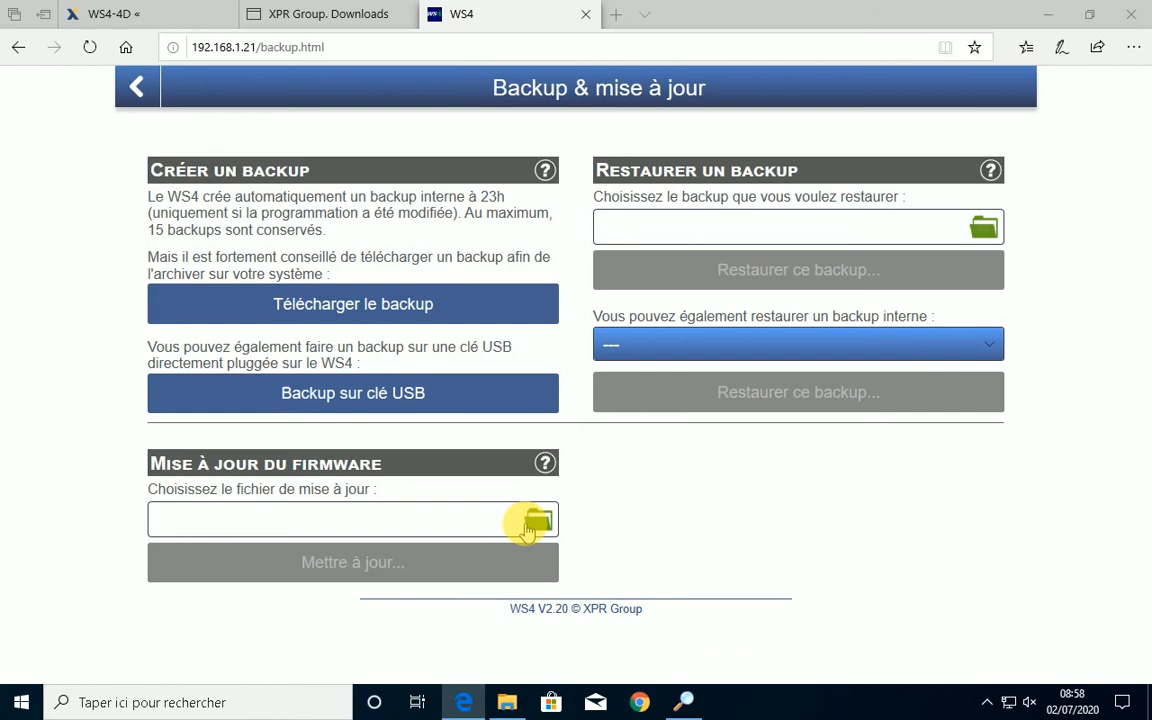 WS4-4D «
XPR Group. Downloads
WS4
192.168.1.21/backup.html
Backup & mise à jour
CRÉER UN BACKUP
?
Le WS4 crée automatiquement un backup interne à 23h
(uniquement si la programmation a été modifiée). Au maximum,
15 backups sont conservés.
Mais il est fortement conseillé de télécharger un backup afin de
l'archiver sur votre système :
Télécharger le backup
Vous pouvez également faire un backup sur une clé USB
directement pluggée sur le WS4 :
Backup sur clé USB
RESTAURER UN BACKUP
?
Choisissez le backup que vous voulez restaurer :
Restaurer ce backup...
Vous pouvez également restaurer un backup interne :
---
Restaurer ce backup...
MISE À JOUR DU FIRMWARE
?
Choisissez le fichier de mise à jour :
Mettre à jour...
WS4 V2.20 © XPR Group
Taper ici pour rechercher
08:58
02/07/2020